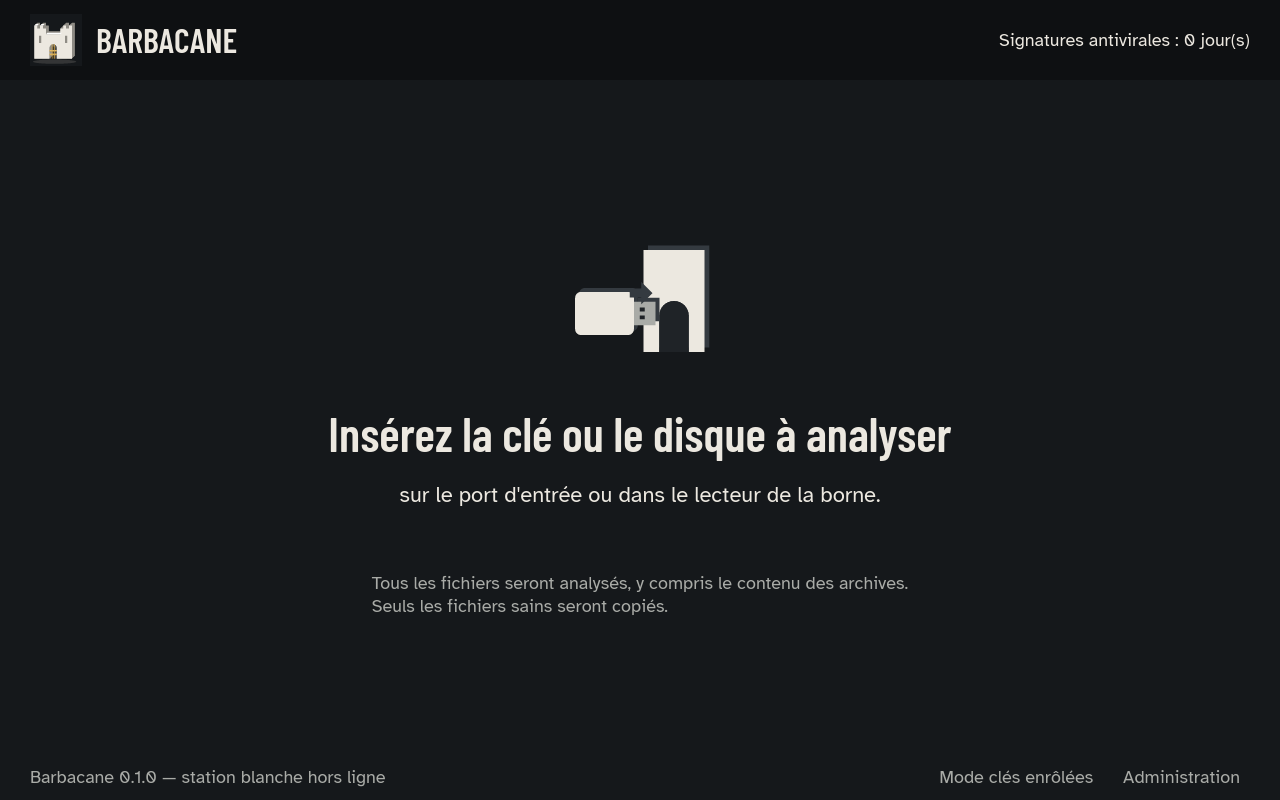 BARBACANE
Signatures antivirales : 0 jour(s)
Insérez la clé ou le disque à analyser
sur le port d'entrée ou dans le lecteur de la borne.
Tous les fichiers seront analysés, y compris le contenu des archives.
Seuls les fichiers sains seront copiés.
Barbacane 0.1.0 — station blanche hors ligne
Mode clés enrôlées
Administration